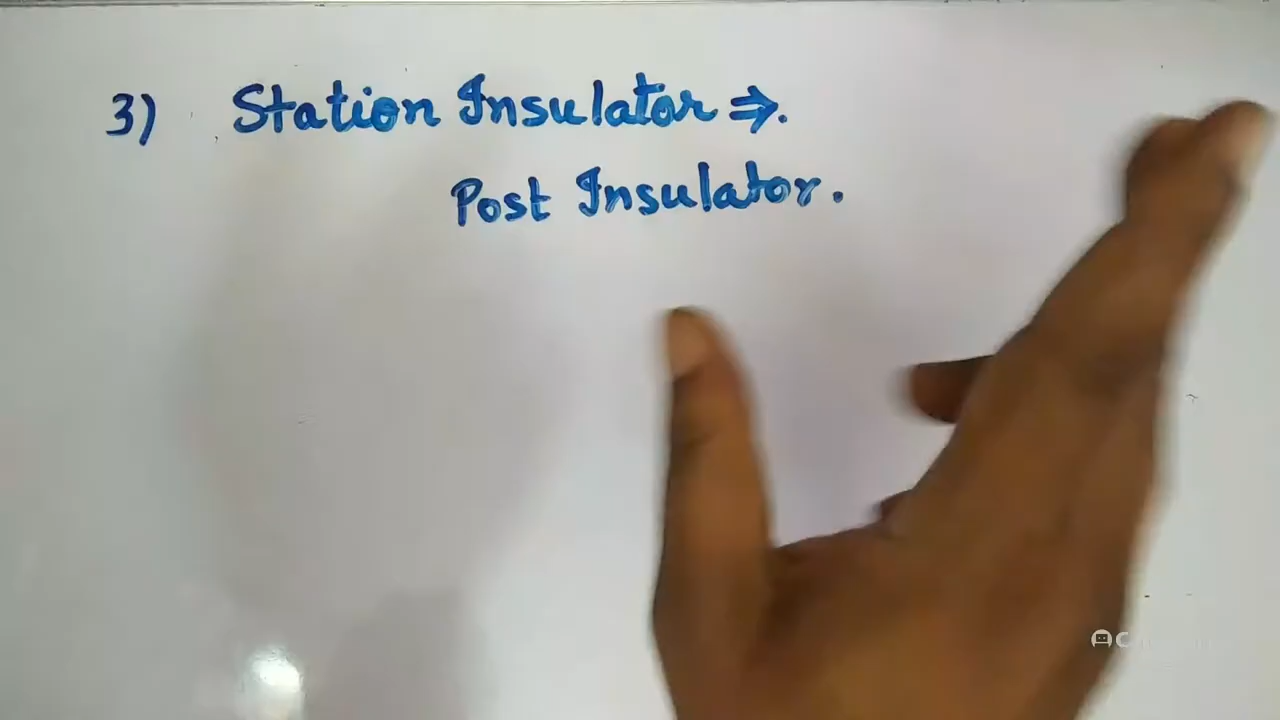 3) Station Insulator ⇒.
Post Insulator.